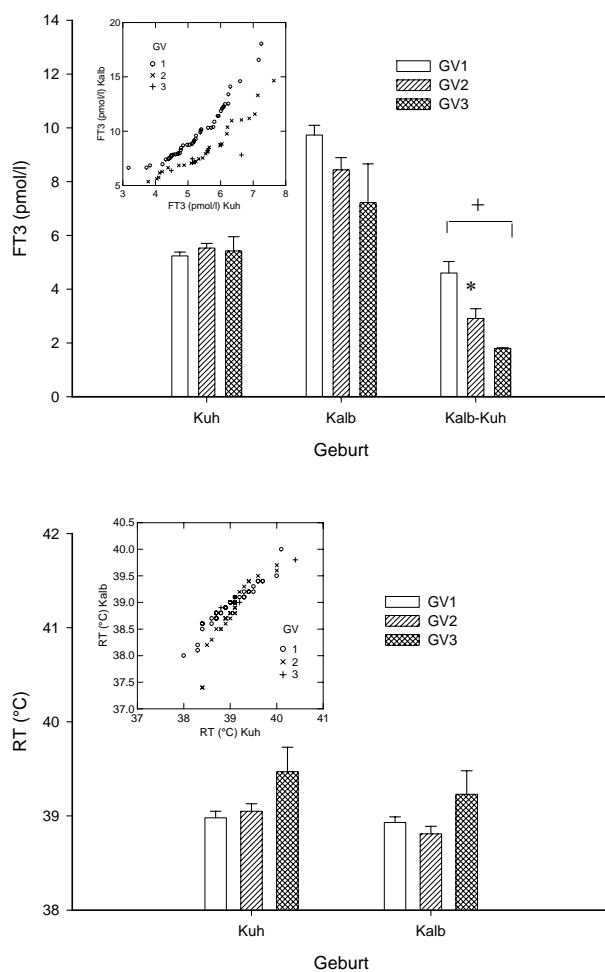 14
12
10
8
6
4
2
0
FT3 (pmol/l)
20
15
10
5
FT3 (pmol/l) Kalb
GV
1
2
3
3 4 5 6 7 8
FT3 (pmol/l) Kuh
GV1
GV2
GV3
+
*
Kuh Kalb Kalb-Kuh
Geburt
42
41
40
39
38
RT (°C)
40.5
40.0
39.5
39.0
38.5
38.0
37.5
37.0
RT (°C) Kalb
GV
1
2
3
37 38 39 40 41
RT (°C) Kuh
GV1
GV2
GV3
Kuh Kalb
Geburt